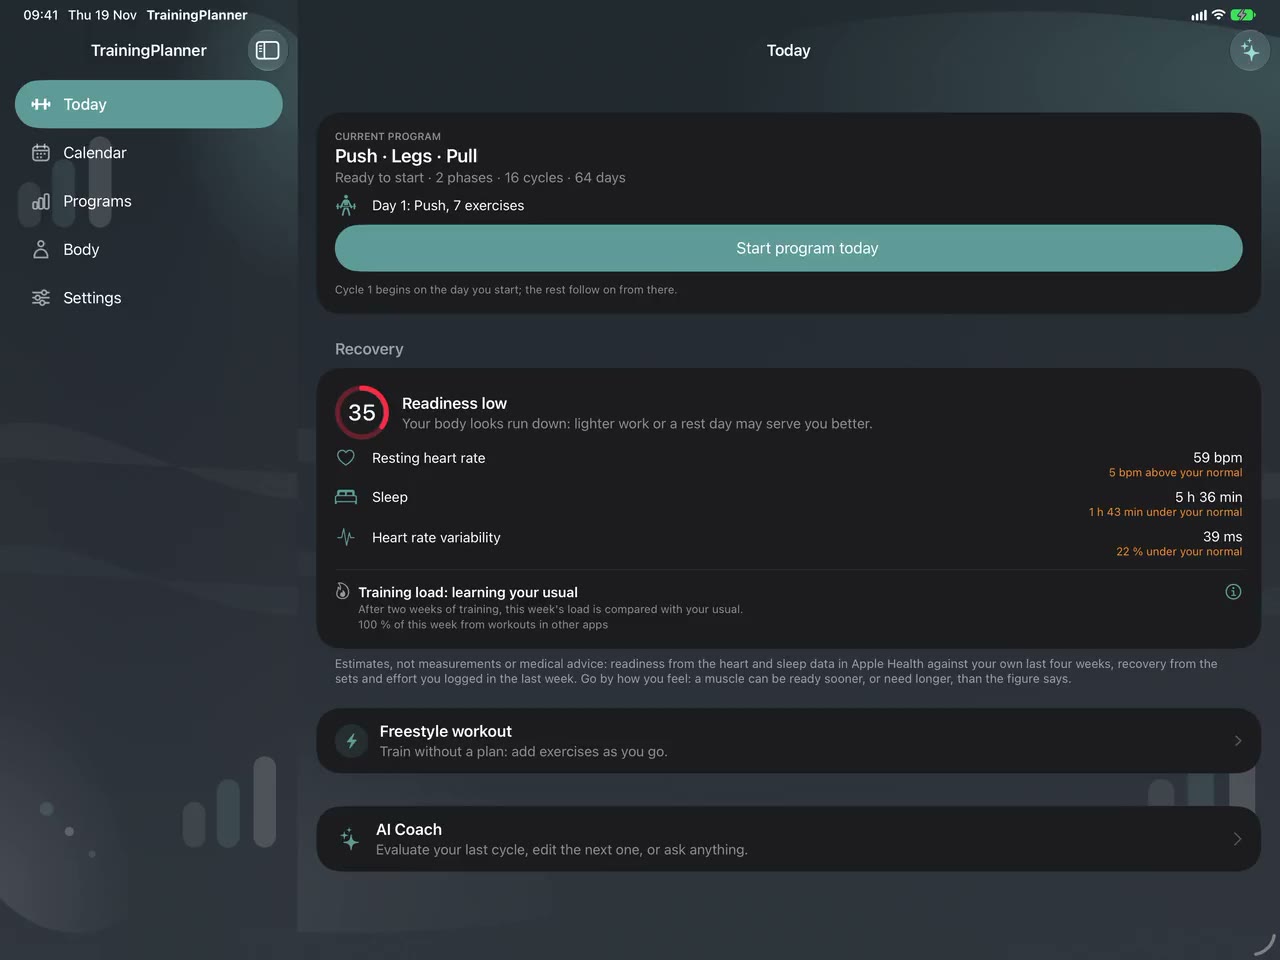 09:41 Thu 19 Nov TrainingPlanner
TrainingPlanner
Today
Calendar
Programs
Body
Settings
Today
CURRENT PROGRAM
Push · Legs · Pull
Ready to start · 2 phases · 16 cycles · 64 days
Day 1: Push, 7 exercises
Start program today
Cycle 1 begins on the day you start; the rest follow on from there.
Recovery
35
Readiness low
Your body looks run down: lighter work or a rest day may serve you better.
Resting heart rate
59 bpm
5 bpm above your normal
Sleep
5 h 36 min
1 h 43 min under your normal
Heart rate variability
39 ms
22 % under your normal
Training load: learning your usual
After two weeks of training, this week's load is compared with your usual.
100 % of this week from workouts in other apps
Estimates, not measurements or medical advice: readiness from the heart and sleep data in Apple Health against your own last four weeks, recovery from the
sets and effort you logged in the last week. Go by how you feel: a muscle can be ready sooner, or need longer, than the figure says.
Freestyle workout
Train without a plan: add exercises as you go.
AI Coach
Evaluate your last cycle, edit the next one, or ask anything.